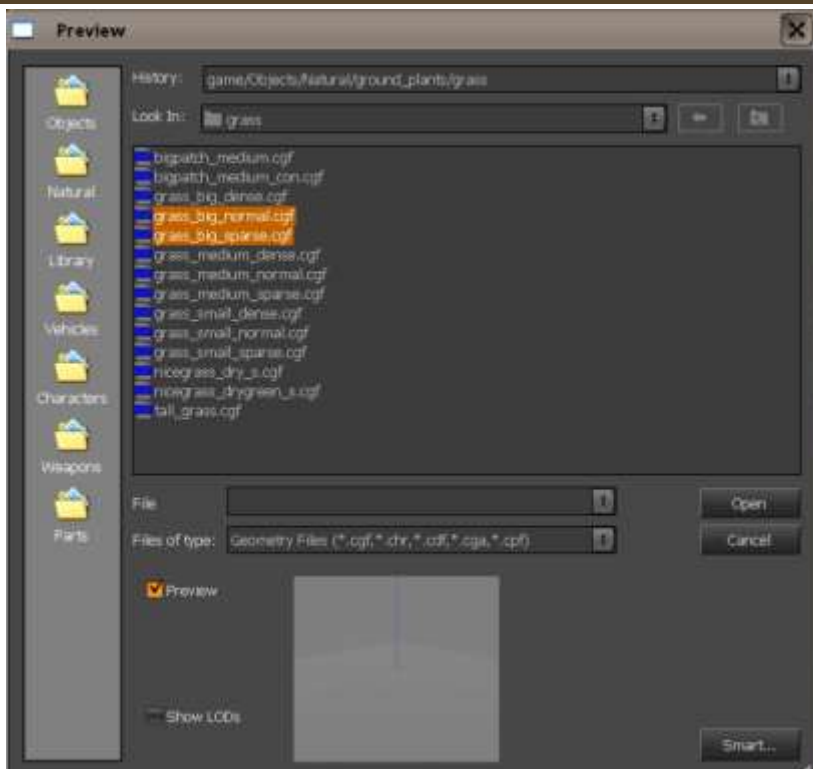 Preview
Objects
Natural
Library
Vehicles
Characters
Weapons
Parts
History: game/Objects/Natural/ground_plants/grass
Look In: grass
bigpatch_medium.cgf
bigpatch_medium_con.cgf
grass_big_dense.cgf
grass_big_normal.cgf
grass_big_sparse.cgf
grass_medium_dense.cgf
grass_medium_normal.cgf
grass_medium_sparse.cgf
grass_small_dense.cgf
grass_small_normal.cgf
grass_small_sparse.cgf
nicegrass_dry_s.cgf
nicegrass_drygreen_s.cgf
tall_grass.cgf
File
Open
Files of type: Geometry Files (*.cgf,*.chr,*.cdf,*.cga,*.cpf)
Cancel
Preview
Show LODs
Smart...